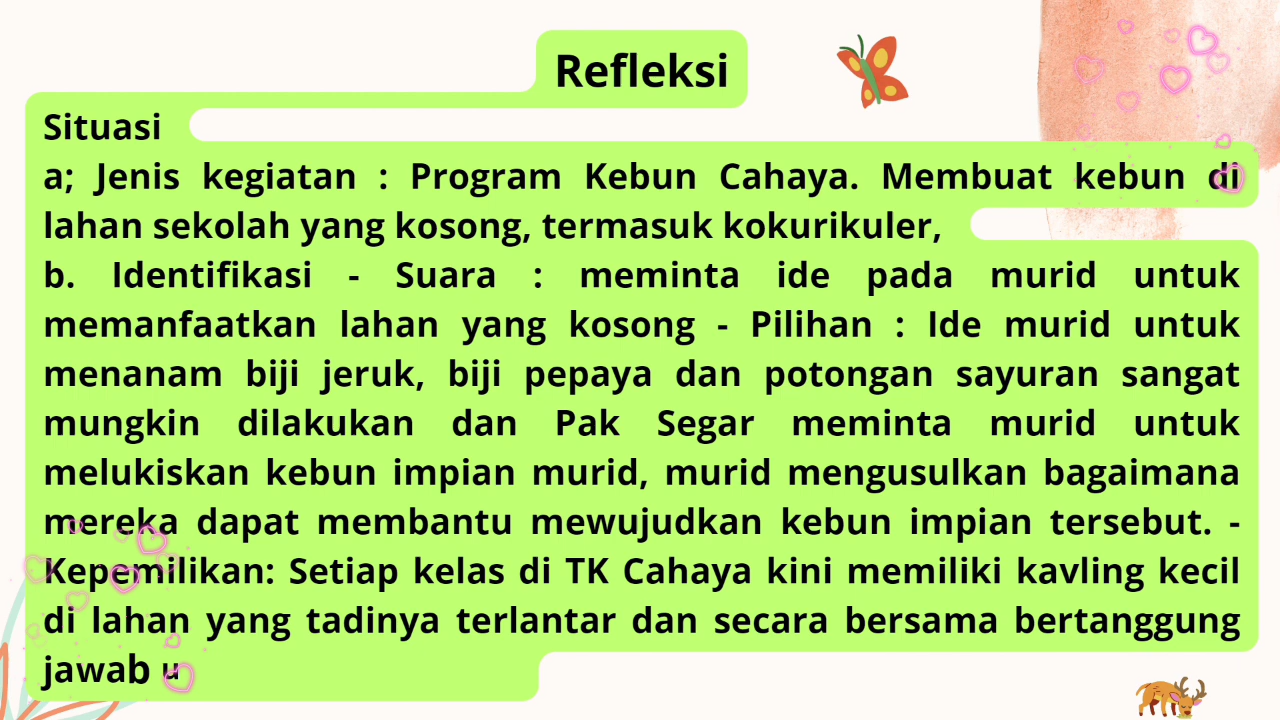 Refleksi
Situasi
a; Jenis kegiatan : Program Kebun Cahaya. Membuat kebun di
lahan sekolah yang kosong, termasuk kokurikuler,
b. Identifikasi - Suara : meminta ide pada murid untuk
memanfaatkan lahan yang kosong - Pilihan : Ide murid untuk
menanam biji jeruk, biji pepaya dan potongan sayuran sangat
mungkin dilakukan dan Pak Segar meminta murid untuk
melukiskan kebun impian murid, murid mengusulkan bagaimana
mereka dapat membantu mewujudkan kebun impian tersebut. -
Kepemilikan: Setiap kelas di TK Cahaya kini memiliki kavling kecil
di lahan yang tadinya terlantar dan secara bersama bertanggung
jawab u